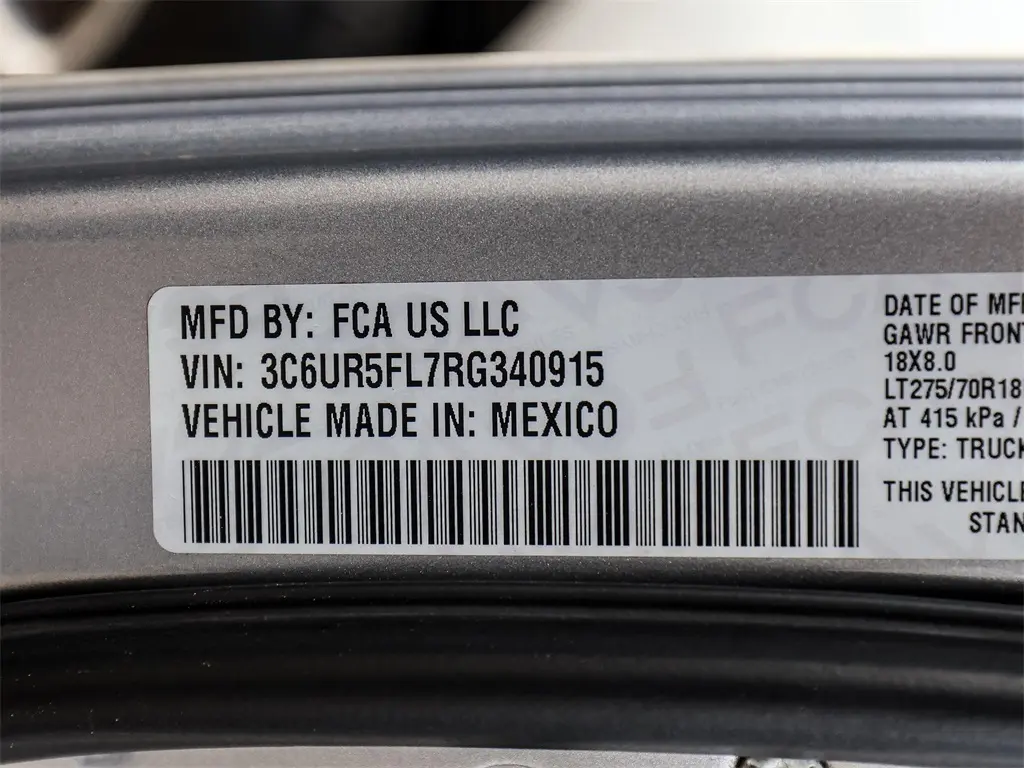 MFD BY: FCA US LLC
VIN: 3C6UR5FL7RG340915
VEHICLE MADE IN: MEXICO
DATE OF MF
GAWR FRONT
18X8.0
LT275/70R18
AT 415 kPa /
TYPE: TRUCK
THIS VEHICLE
STAN